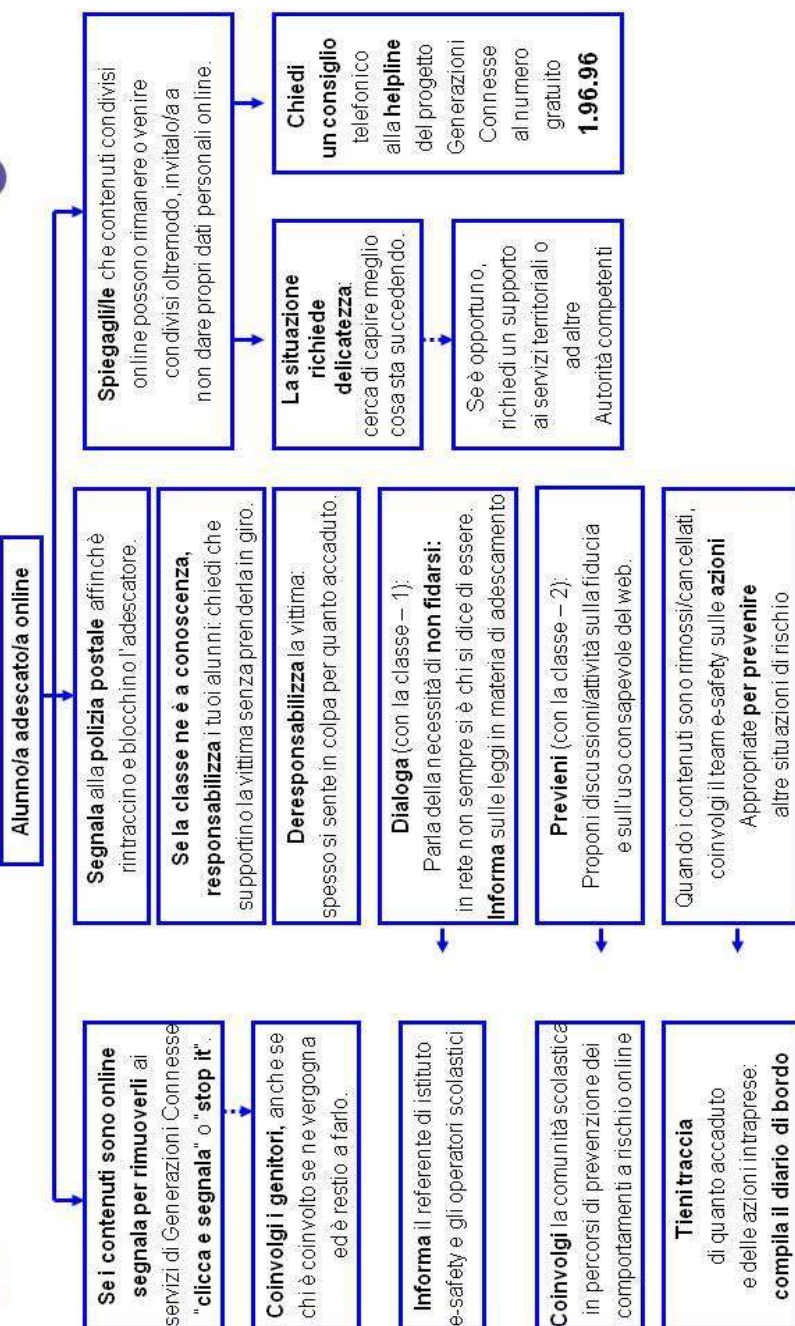 Alunno/a adescato/a online
Se i contenuti sono online
segnala per rimuoverli ai
servizi di Generazioni Connesse
"clicca e segnala" o "stop it".
Coinvolgi i genitori, anche se
chi è coinvolto se ne vergogna
ed è restio a farlo.
Informa il referente di istituto
e-safety e gli operatori scolastici
Coinvolgi la comunità scolastica
in percorsi di prevenzione dei
comportamenti a rischio online
Tieni traccia
di quanto accaduto
e delle azioni intraprese:
compila il diario di bordo
Segnala alla polizia postale affinchè
rintraccino e blocchino l'adescatore.
Se la classe ne è a conoscenza,
responsabilizza i tuoi alunni: chiedi che
supportino la vittima senza prenderla in giro.
Deresponsabilizza la vittima:
spesso si sente in colpa per quanto accaduto.
Dialoga (con la classe – 1):
Parla della necessità di non fidarsi:
in rete non sempre si è chi si dice di essere.
Informa sulle leggi in materia di adescamento
Previeni (con la classe – 2):
Proponi discussioni/attività sulla fiducia
e sull'uso consapevole del web.
Quando i contenuti sono rimossi/cancellati,
coinvolgi il team e-safety sulle azioni
Appropriate per prevenire
altre situazioni di rischio
Spiegagli/le che contenuti condivisi
online possono rimanere o venire
condivisi oltremodo, invitalo/a a
non dare propri dati personali online.
La situazione
richiede
delicatezza:
cerca di capire meglio
cosa sta succedendo.
Se è opportuno,
richiedi un supporto
ai servizi territoriali o
ad altre
Autorità competenti
Chiedi
un consiglio
telefonico
alla helpline
del progetto
Generazioni
Connesse
al numero
gratuito
1.96.96